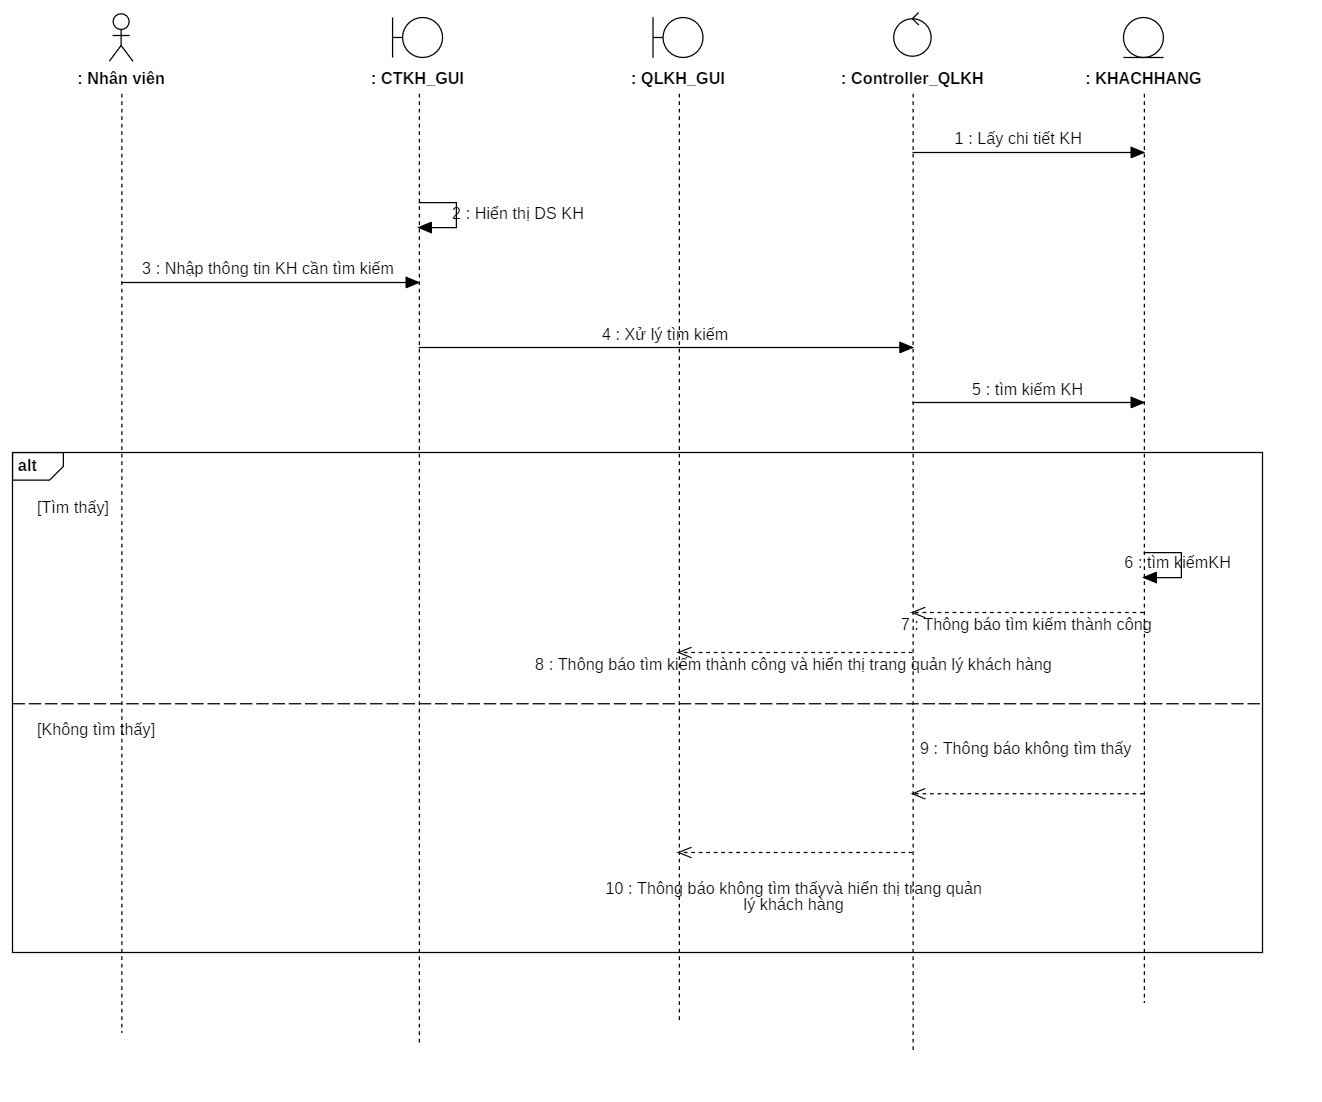 : Nhân viên
: CTKH_GUI
: QLKH_GUI
: Controller_QLKH
: KHACHHANG
1 : Lấy chi tiết KH
2 : Hiển thị DS KH
3 : Nhập thông tin KH cần tìm kiếm
4 : Xử lý tìm kiếm
5 : tìm kiếm KH
alt
[Tìm thấy]
6 : tìm kiếmKH
7 : Thông báo tìm kiếm thành công
8 : Thông báo tìm kiếm thành công và hiển thị trang quản lý khách hàng
[Không tìm thấy]
9 : Thông báo không tìm thấy
10 : Thông báo không tìm thấyvà hiển thị trang quản
lý khách hàng